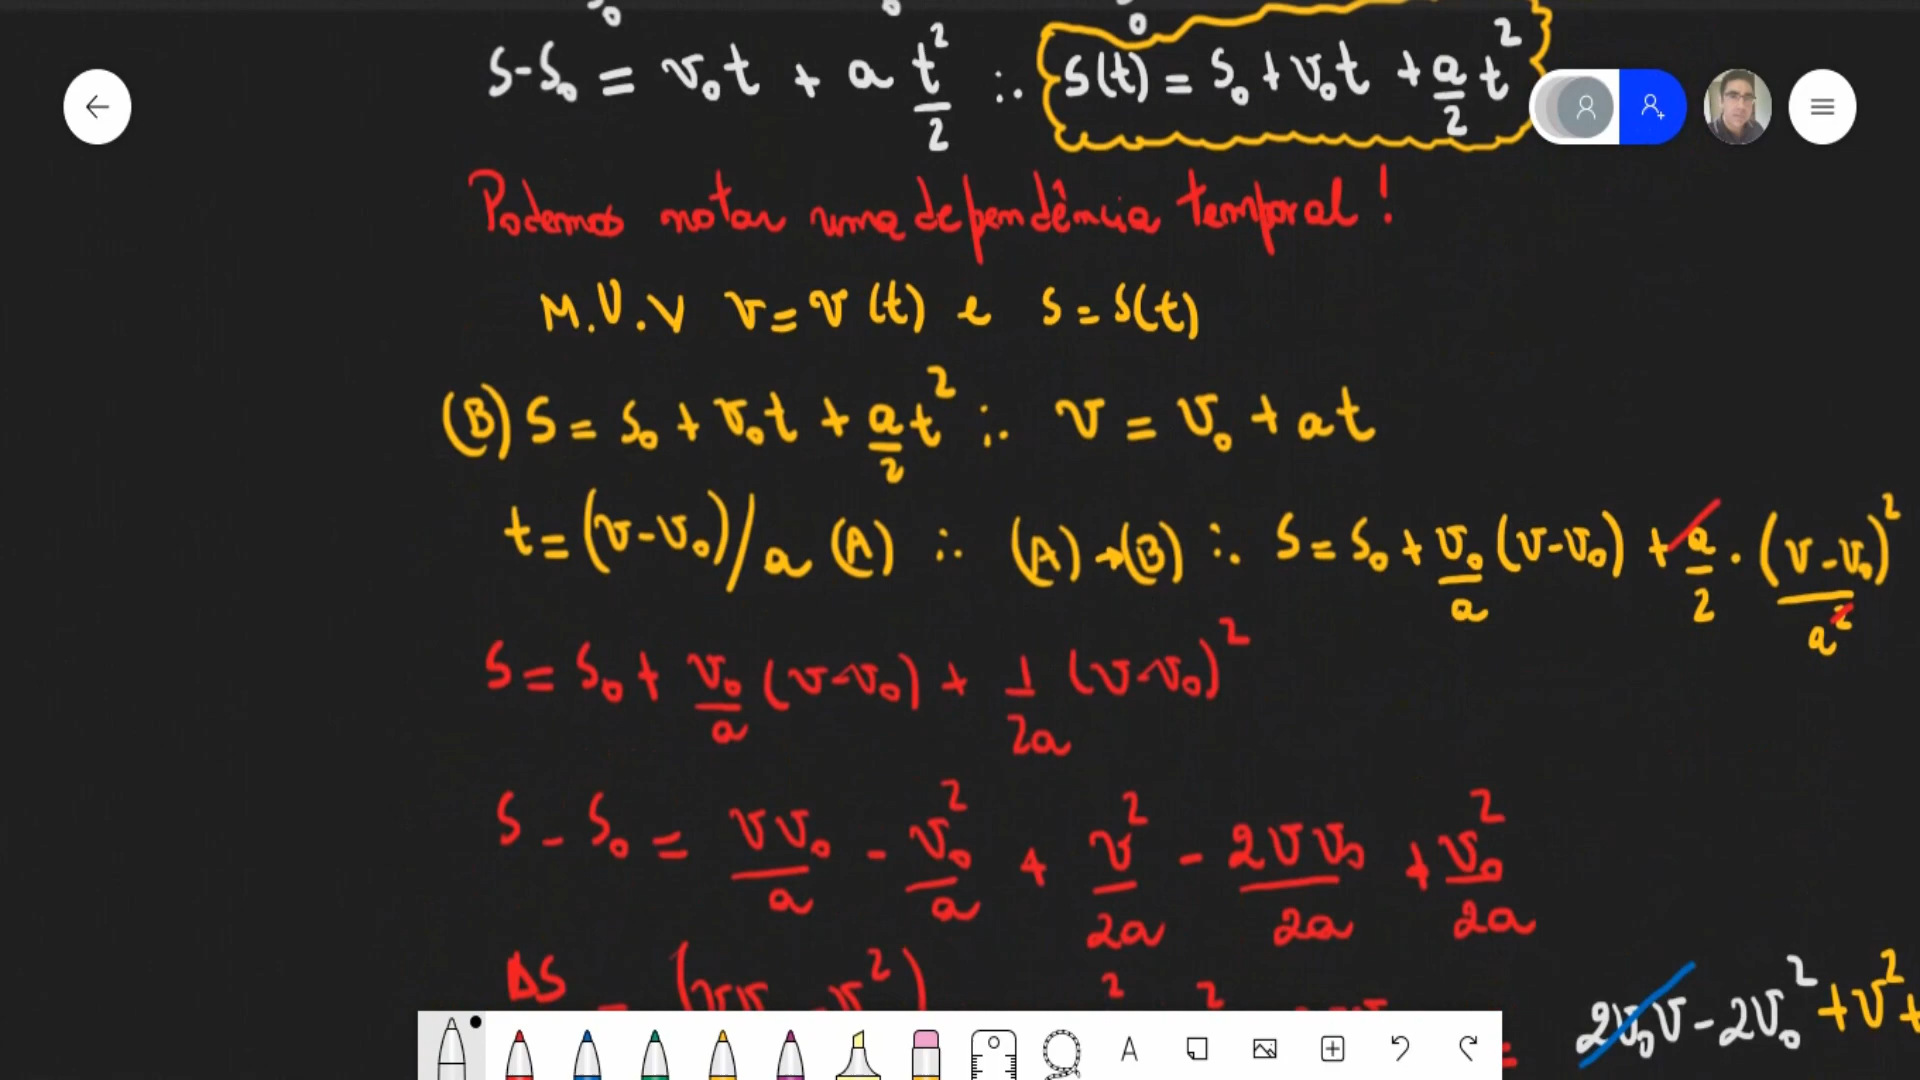 S-S₀ = v₀t + a t²/2 ∴ S(t) = S₀ + v₀t + a/2 t²
Podemos notar uma dependência temporal!
M.U.V v = v(t) e S = S(t)
(B) S = S₀ + v₀t + a/2 t² ∴ v = v₀ + at
t = (v-v₀)/a (A) ∴ (A)→(B) ∴ S = S₀ + v₀/a (v-v₀) + a/2 · (v-v₀)²/a²
S = S₀ + v₀/a (v-v₀) + 1/2a (v-v₀)²
S - S₀ = vv₀/a - v₀²/a + v²/2a - 2vv₀/2a + v₀²/2a
ΔS
2v₀v - 2v₀² + v² +